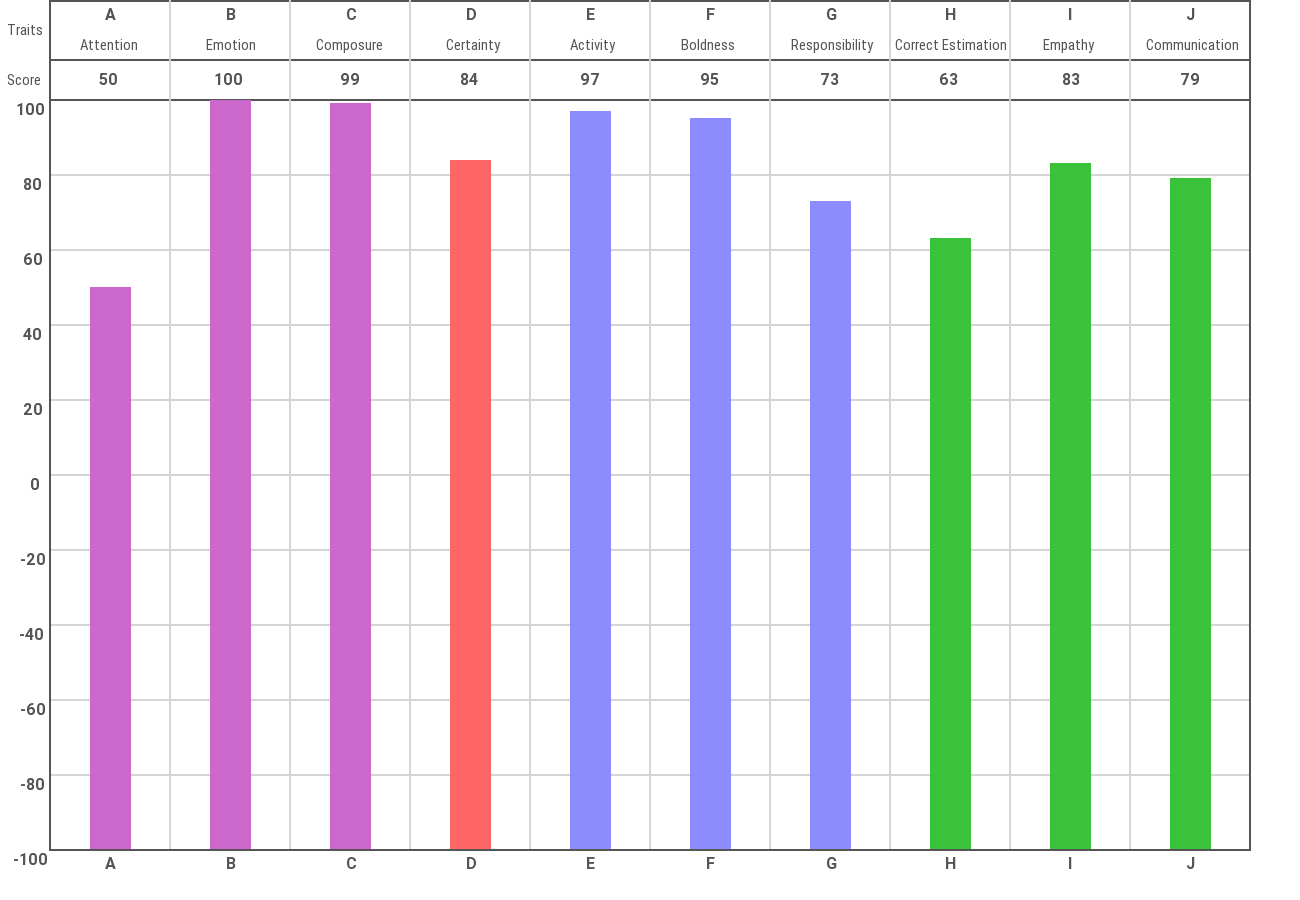 A B C D E F G H I J
Traits
Attention Emotion Composure Certainty Activity Boldness Responsibility Correct Estimation Empathy Communication
Score 50 100 99 84 97 95 73 63 83 79
100
80
60
40
20
0
-20
-40
-60
-80
-100
A B C D E F G H I J